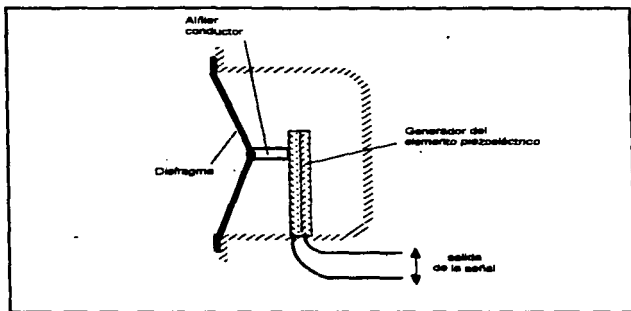 Alfiler
conductor
Generador del
elemento piezoeléctrico
Diafragma
salida
de la señal